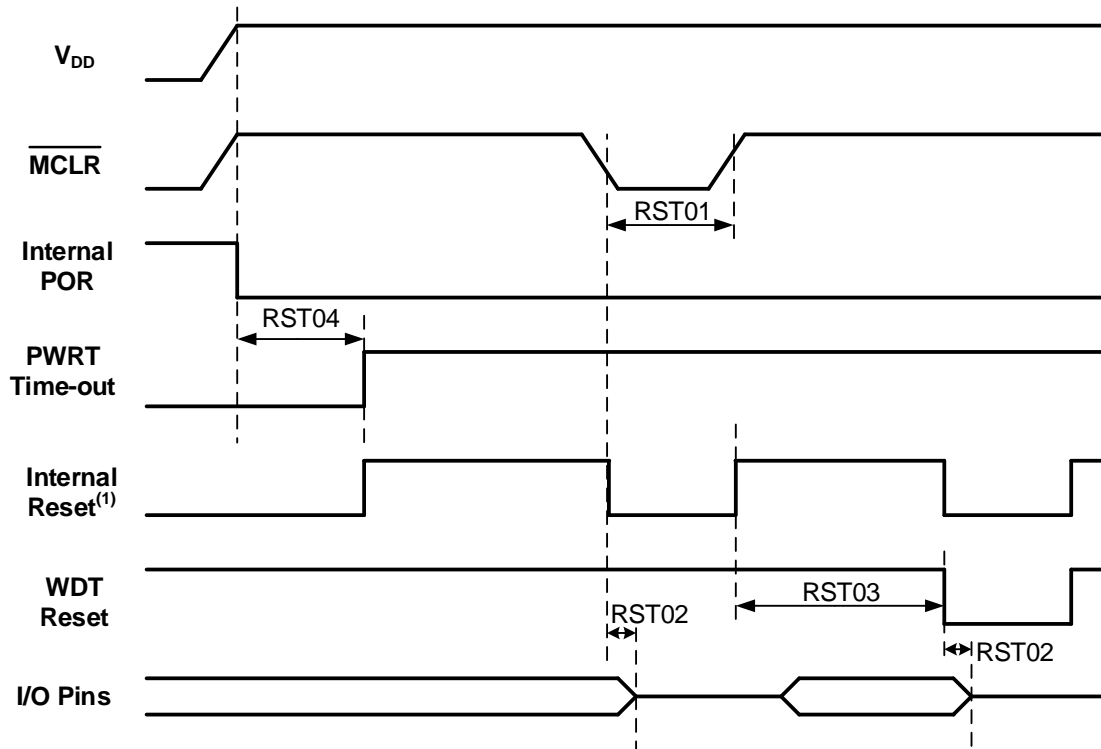 VDD
MCLR
RST01
Internal
POR
RST04
PWRT
Time-out
Internal
Reset(1)
WDT
Reset
RST03
RST02
RST02
I/O Pins